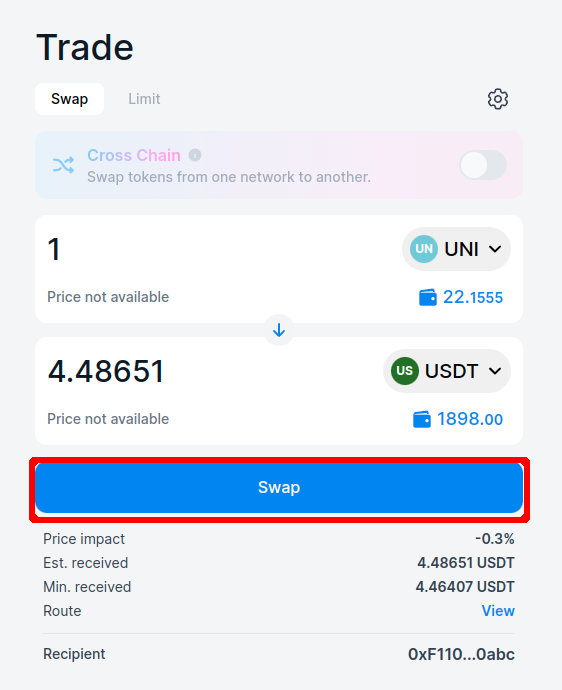 Trade
Swap Limit
Cross Chain
Swap tokens from one network to another.
1 UN UNI
Price not available 22.1555
4.48651 US USDT
Price not available 1898.00
Swap
Price impact -0.3%
Est. received 4.48651 USDT
Min. received 4.46407 USDT
Route View
Recipient 0xF110...0abc